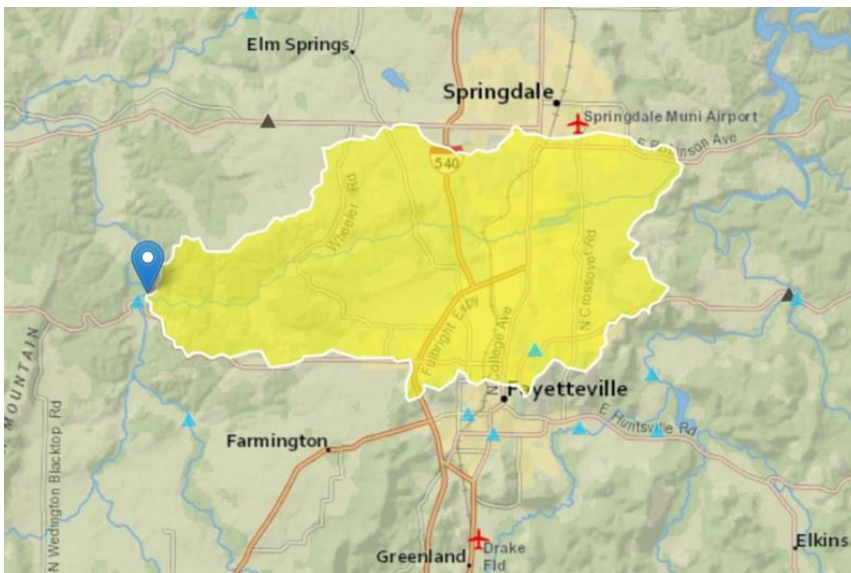 Elm Springs
Springdale
Springdale Muni Airport
E Robinson Ave
540
Wheeler Rd
N Crossover Rd
Fulbright Expy
N College Ave
MOUNTAIN
Fayetteville
E Huntsville Rd
Farmington
N Wedington Blacktop Rd
Elkins
Greenland
Drake
Fld